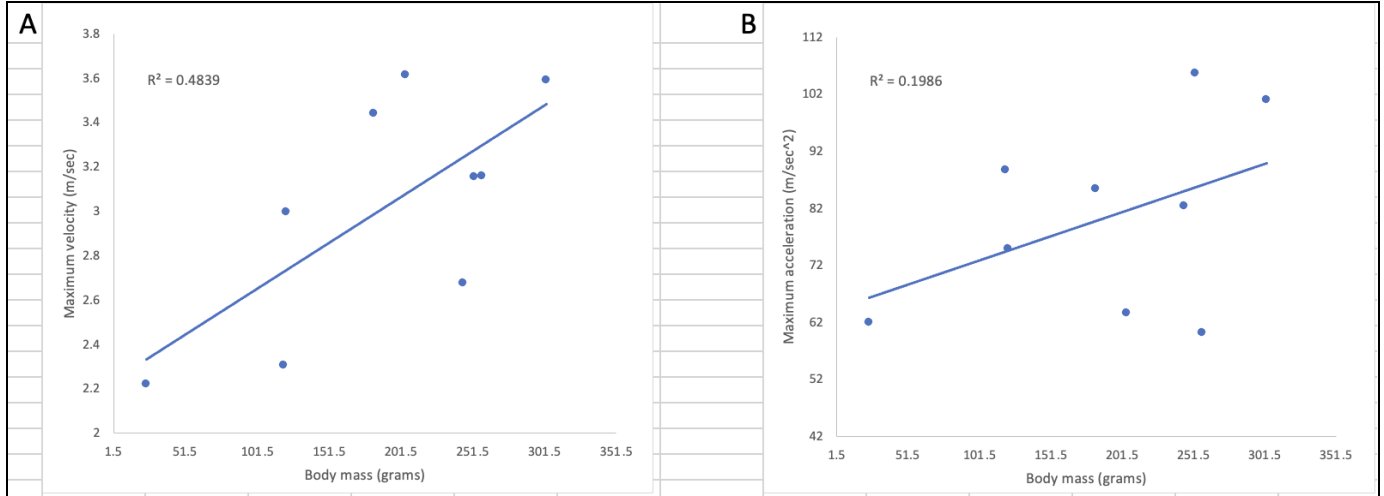 A
3.8
3.6
3.4
3.2
3
2.8
2.6
2.4
2.2
2
R² = 0.4839
Maximum velocity (m/sec)
1.5 51.5 101.5 151.5 201.5 251.5 301.5 351.5
Body mass (grams)
B
112
102
92
82
72
62
52
42
R² = 0.1986
Maximum acceleration (m/sec^2)
1.5 51.5 101.5 151.5 201.5 251.5 301.5 351.5
Body mass (grams)